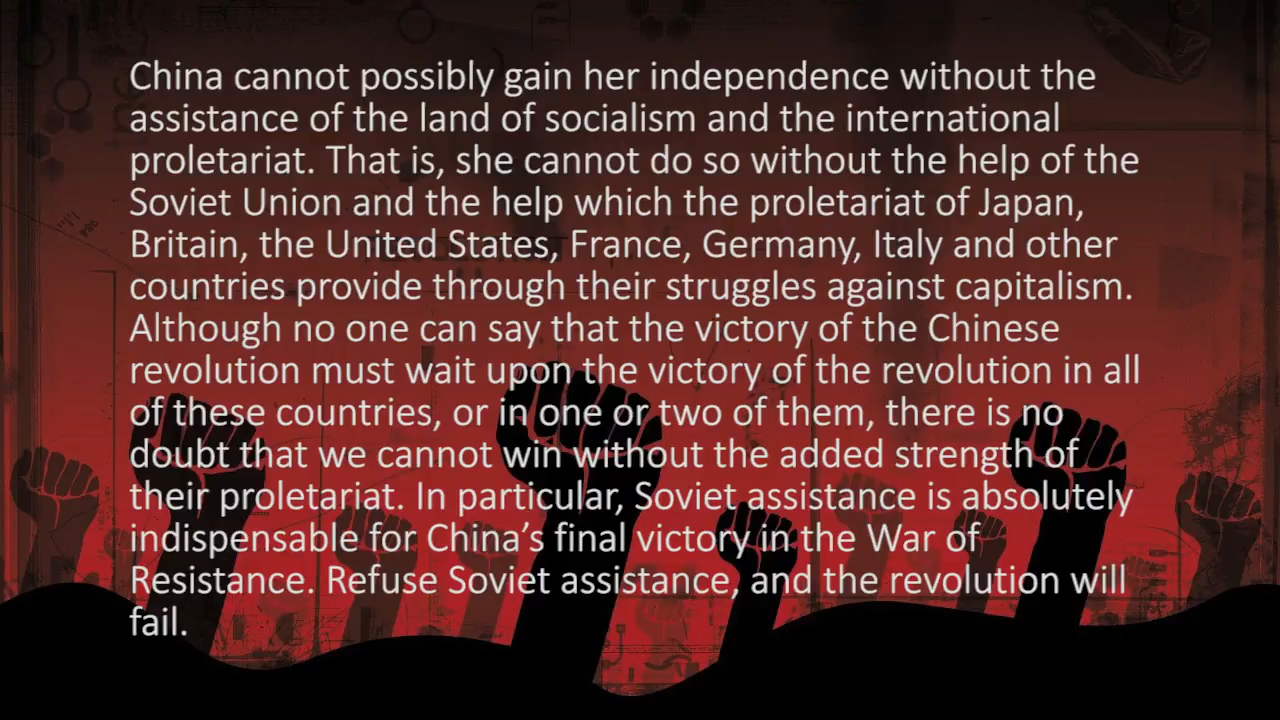 China cannot possibly gain her independence without the
assistance of the land of socialism and the international
proletariat. That is, she cannot do so without the help of the
Soviet Union and the help which the proletariat of Japan,
Britain, the United States, France, Germany, Italy and other
countries provide through their struggles against capitalism.
Although no one can say that the victory of the Chinese
revolution must wait upon the victory of the revolution in all
of these countries, or in one or two of them, there is no
doubt that we cannot win without the added strength of
their proletariat. In particular, Soviet assistance is absolutely
indispensable for China’s final victory in the War of
Resistance. Refuse Soviet assistance, and the revolution will
fail.